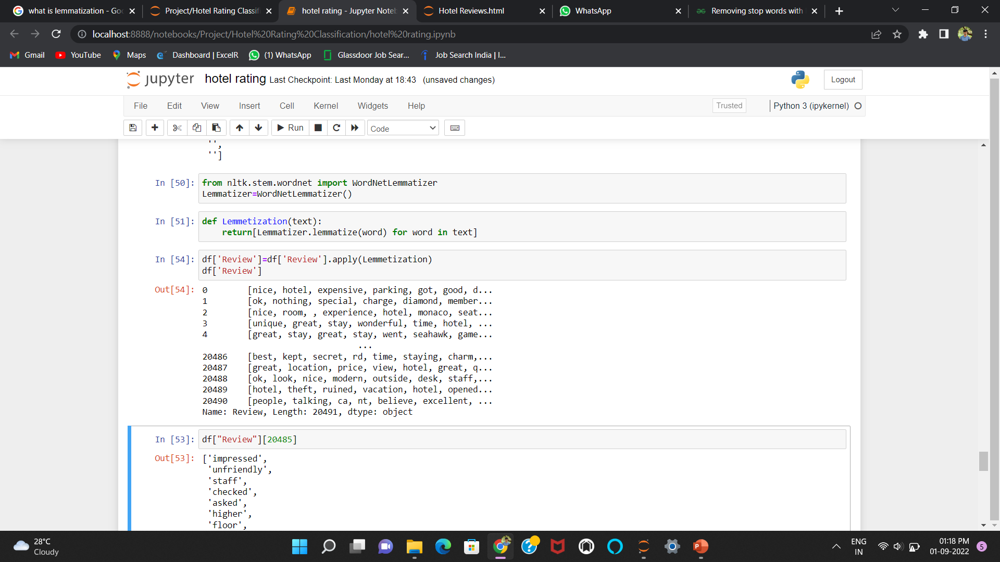 what is lemmatization - Goo
Project/Hotel Rating Classifi
hotel rating - Jupyter Noteb
Hotel Reviews.html
WhatsApp
Removing stop words with
localhost:8888/notebooks/Project/Hotel%20Rating%20Classification/hotel%20rating.ipynb
Gmail
YouTube
Maps
Dashboard | ExcelR
(1) WhatsApp
Glassdoor Job Sear...
Job Search India | I...
jupyter hotel rating Last Checkpoint: Last Monday at 18:43 (unsaved changes)
Logout
File Edit View Insert Cell Kernel Widgets Help
Trusted
Python 3 (ipykernel)
Run
Code
'',
'']
In [50]: from nltk.stem.wordnet import WordNetLemmatizer
Lemmatizer=WordNetLemmatizer()
In [51]: def Lemmetization(text):
return[Lemmatizer.lemmatize(word) for word in text]
In [54]: df['Review']=df['Review'].apply(Lemmetization)
df['Review']
Out[54]: 0 [nice, hotel, expensive, parking, got, good, d...
1 [ok, nothing, special, charge, diamond, member...
2 [nice, room, , experience, hotel, monaco, seat...
3 [unique, great, stay, wonderful, time, hotel, ...
4 [great, stay, great, stay, went, seahawk, game...
...
20486 [best, kept, secret, rd, time, staying, charm,...
20487 [great, location, price, view, hotel, great, q...
20488 [ok, look, nice, modern, outside, desk, staff,...
20489 [hotel, theft, ruined, vacation, hotel, opened...
20490 [people, talking, ca, nt, believe, excellent, ...
Name: Review, Length: 20491, dtype: object
In [53]: df["Review"][20485]
Out[53]: ['impressed',
'unfriendly',
'staff',
'checked',
'asked',
'higher',
'floor',
28°C
Cloudy
ENG
IN
01:18 PM
01-09-2022
5